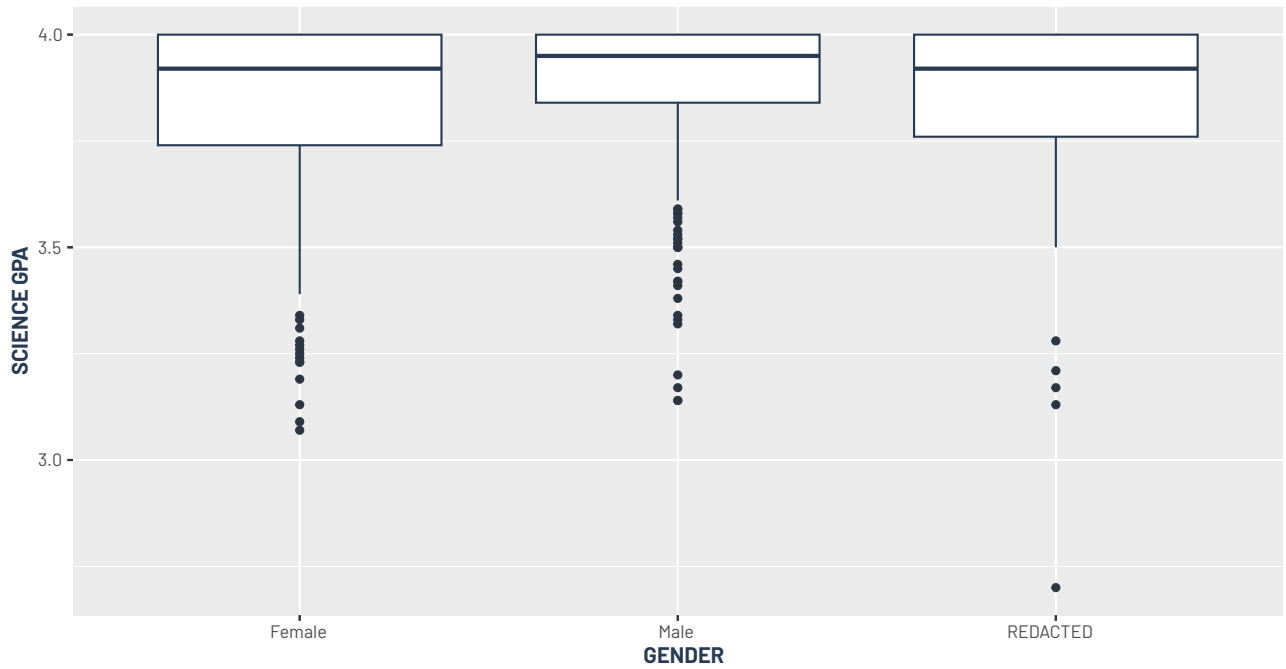 4.0
3.5
3.0
SCIENCE GPA
Female
Male
REDACTED
GENDER